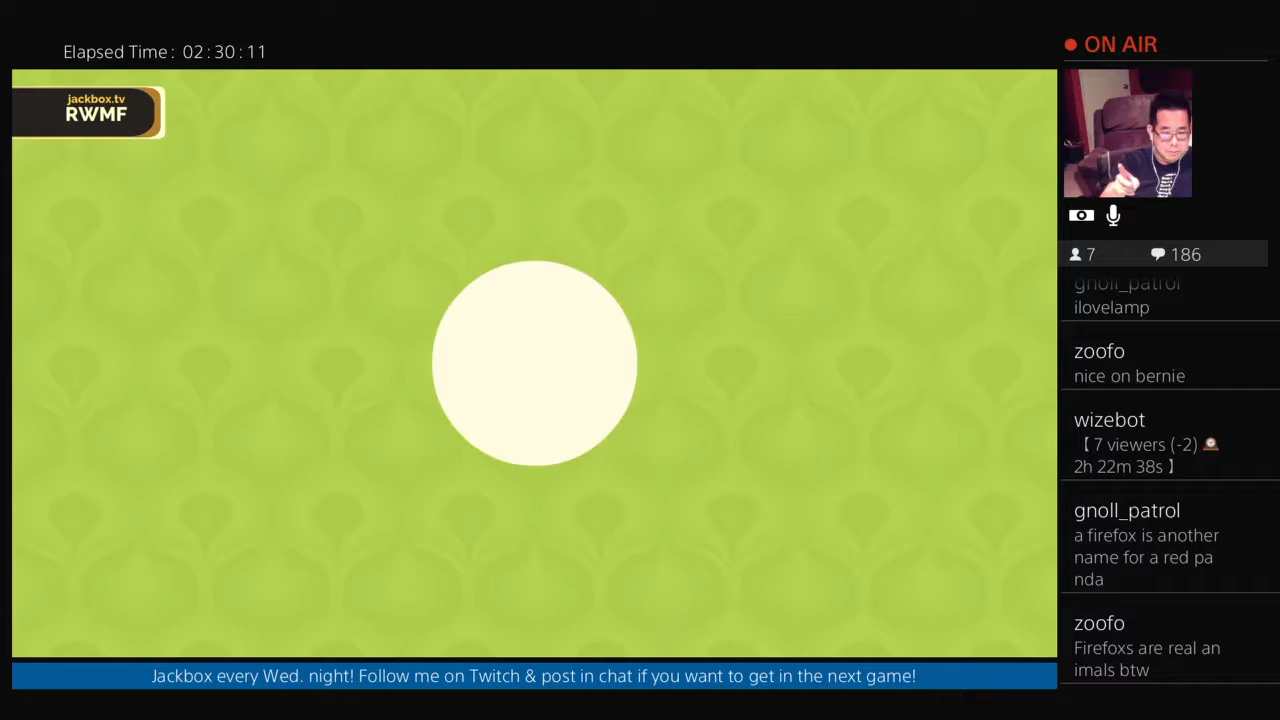 Elapsed Time: 02:30:11
ON AIR
jackbox.tv
RWMF
7 186
gnoll_patrol
ilovelamp
zoofo
nice on bernie
wizebot
【 7 viewers (-2) 🕰
2h 22m 38s 】
gnoll_patrol
a firefox is another
name for a red pa
nda
zoofo
Firefoxs are real an
imals btw
Jackbox every Wed. night! Follow me on Twitch & post in chat if you want to get in the next game!